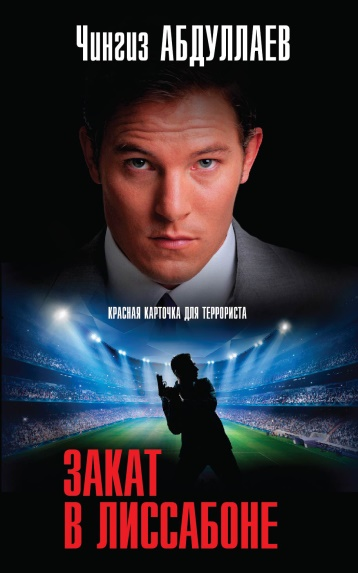 Чингиз АБДУЛЛАЕВ
КРАСНАЯ КАРТОЧКА ДЛЯ ТЕРРОРИСТА
ЗАКАТ
В ЛИССАБОНЕ